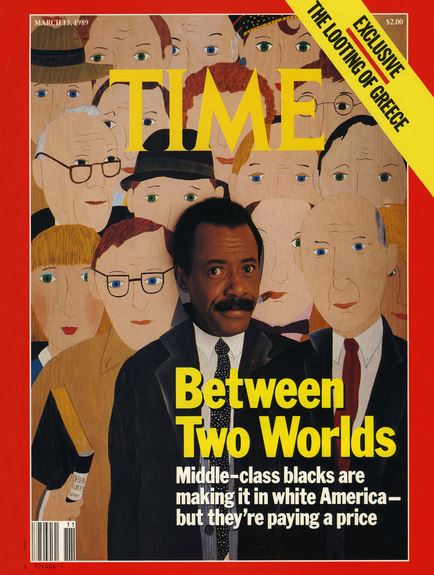 MARCH 13, 1989
$2.00
EXCLUSIVE
THE LOOTING OF GREECE
TIME
Between
Two Worlds
Middle-class blacks are
making it in white America—
but they're paying a price
11